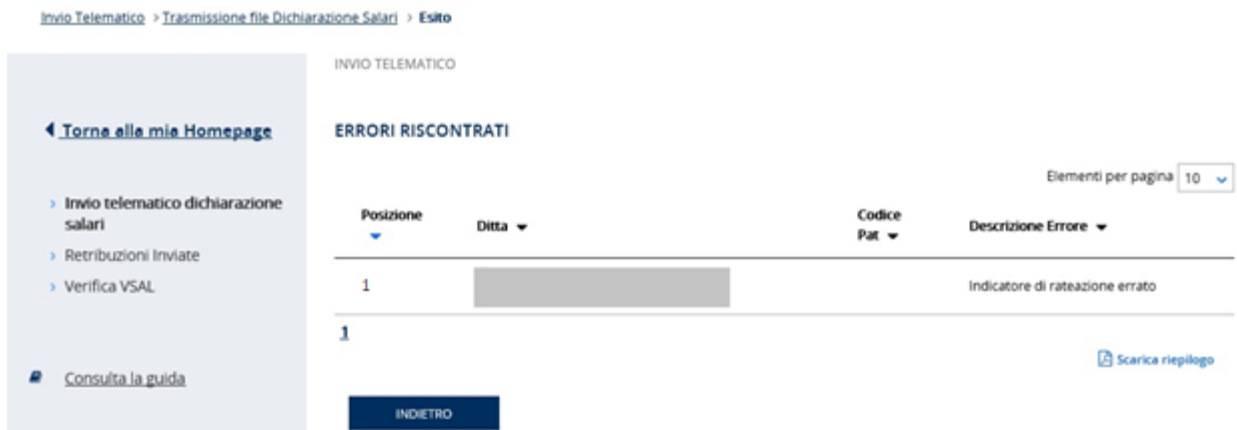 Invio Telematico > Trasmissione file Dichiarazione Salari > Esito
INVIO TELEMATICO
Torna alla mia Homepage
ERRORI RISCONTRATI
Elementi per pagina 10
Invio telematico dichiarazione
salari
Retribuzioni Inviate
Verifica VSAL
Posizione
Ditta
Codice
Pat
Descrizione Errore
1
Indicatore di rateazione errato
1
Scarica riepilogo
Consulta la guida
INDIETRO